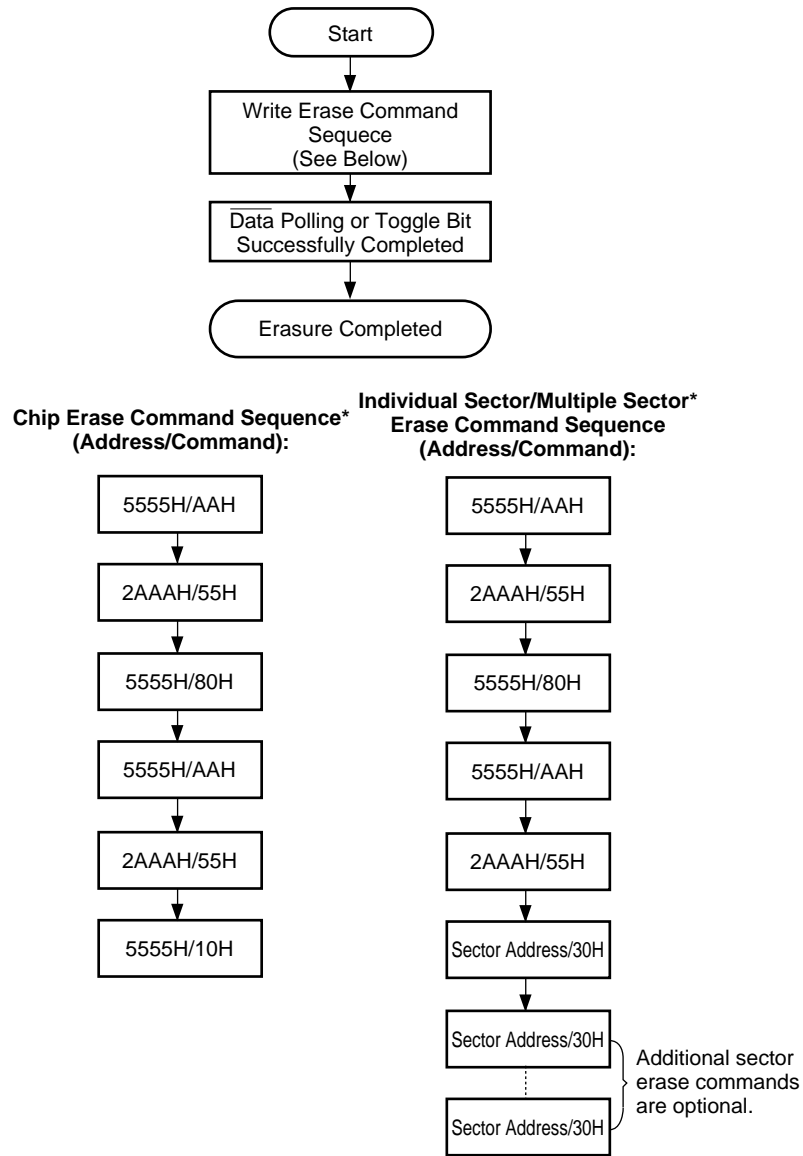 Start
Write Erase Command
Sequece
(See Below)
Data Polling or Toggle Bit
Successfully Completed
Erasure Completed
Chip Erase Command Sequence*
(Address/Command):
5555H/AAH
2AAAH/55H
5555H/80H
5555H/AAH
2AAAH/55H
5555H/10H
Individual Sector/Multiple Sector*
Erase Command Sequence
(Address/Command):
5555H/AAH
2AAAH/55H
5555H/80H
5555H/AAH
2AAAH/55H
Sector Address/30H
Sector Address/30H
Sector Address/30H
Additional sector
erase commands
are optional.